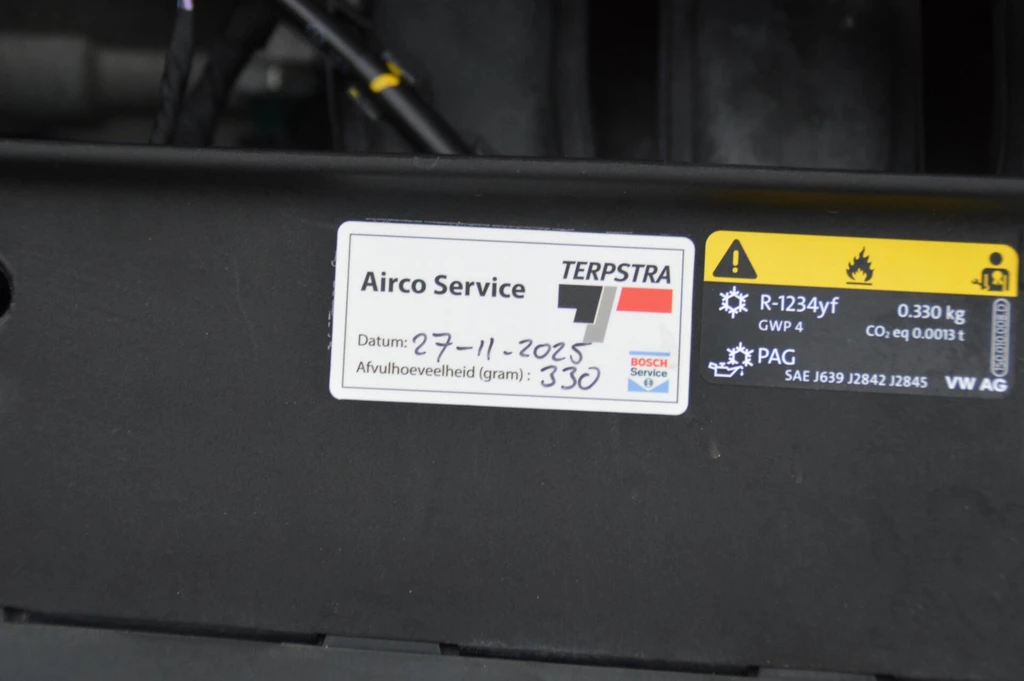 Airco Service
TERPSTRA
Datum: 27-11-2025
Afvulhoeveelheid (gram) : 330
BOSCH
Service
R-1234yf 0.330 kg
GWP 4 CO₂ eq 0.0013 t
PAG
SAE J639 J2842 J2845 VW AG